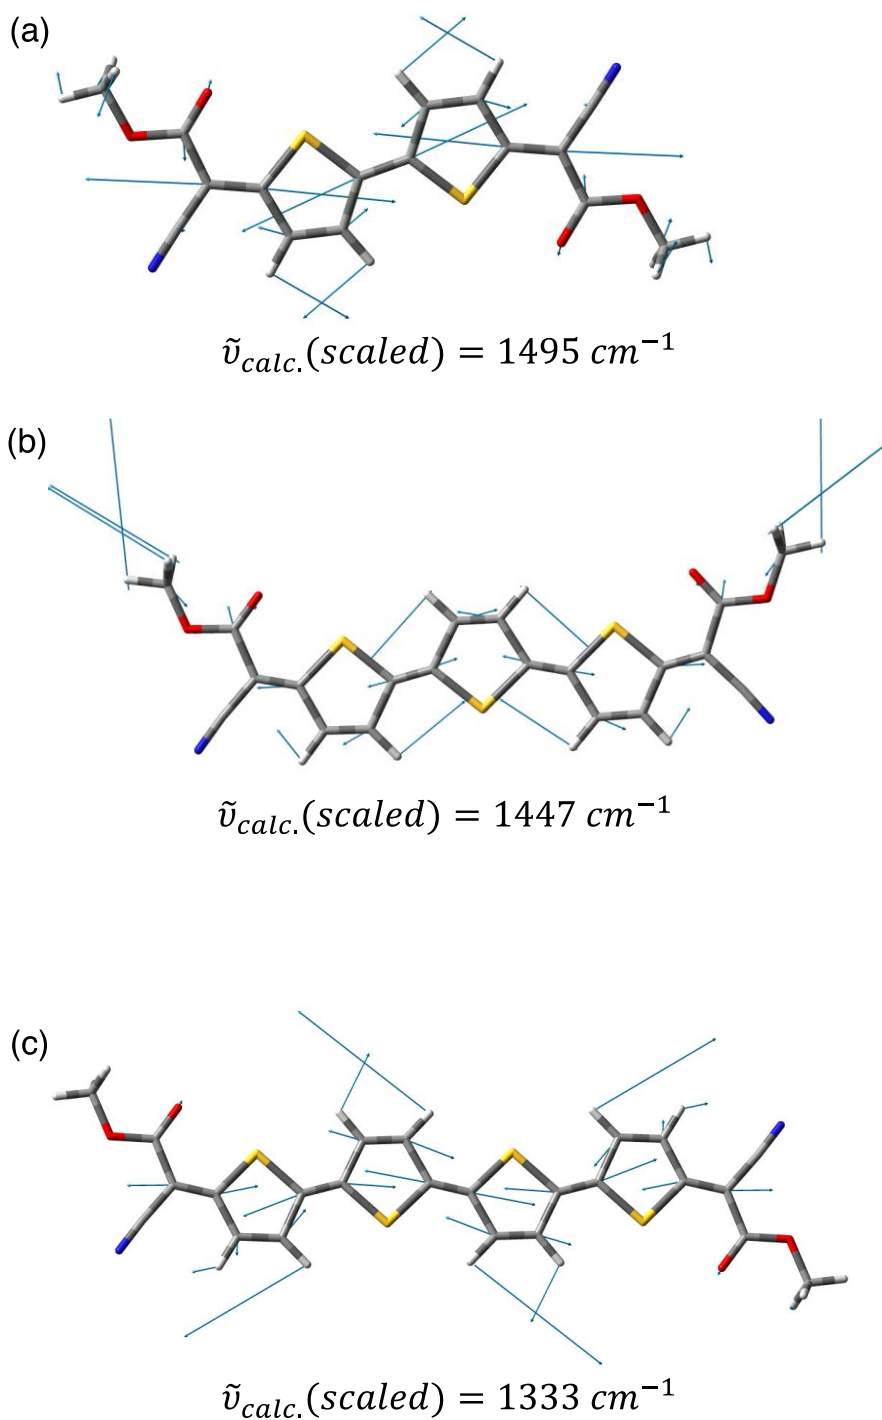 (a)
ṽcalc.(scaled) = 1495 cm⁻¹
(b)
ṽcalc.(scaled) = 1447 cm⁻¹
(c)
ṽcalc.(scaled) = 1333 cm⁻¹